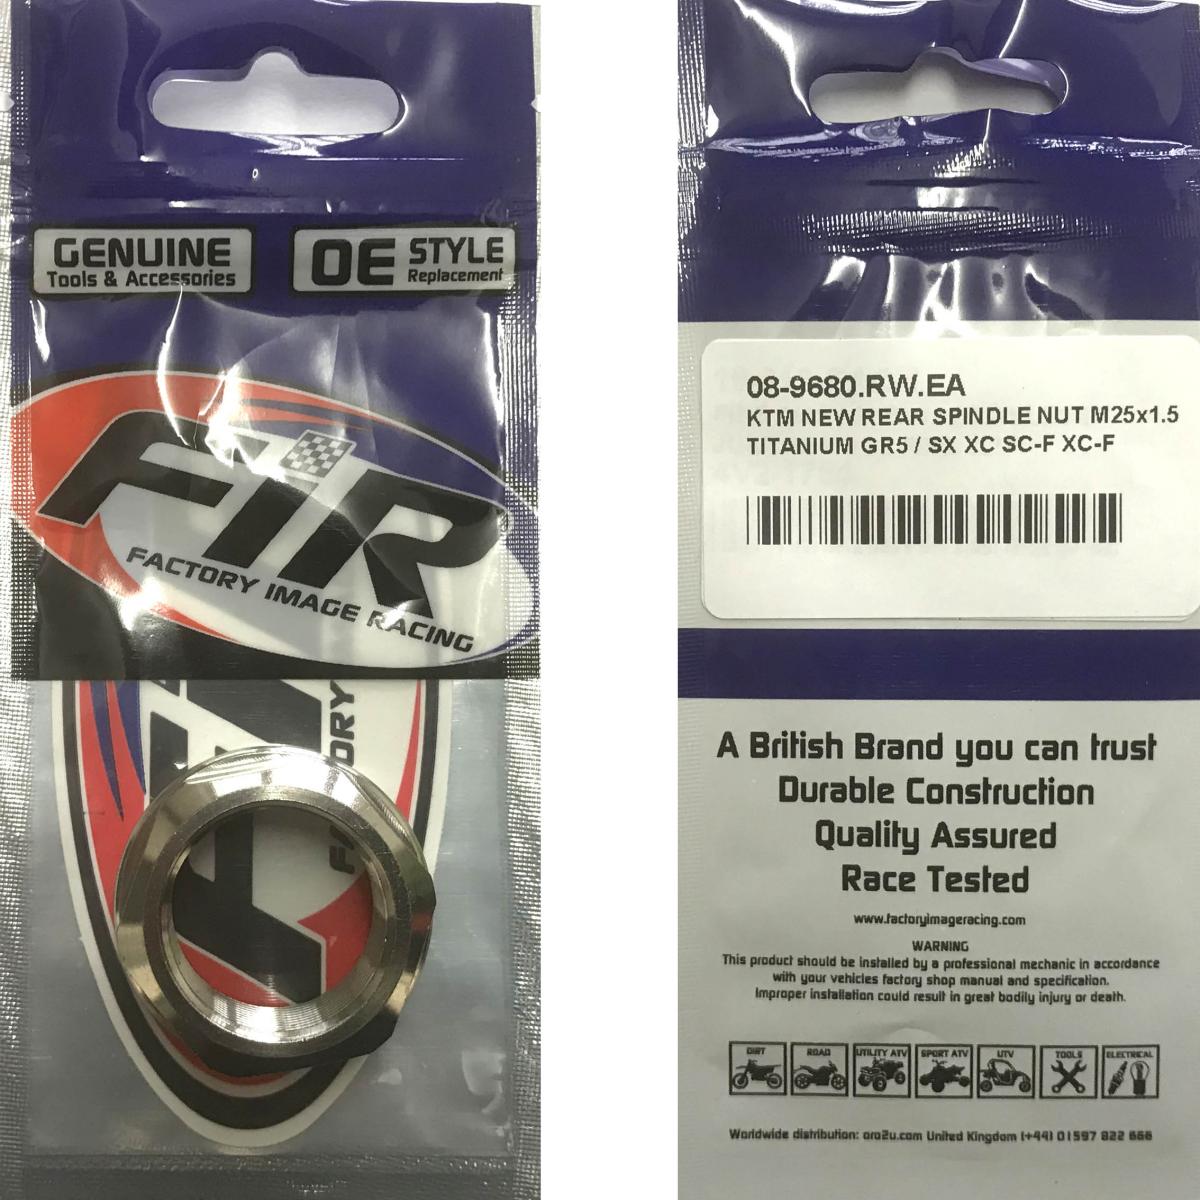 GENUINE
Tools & Accessories
OE STYLE
Replacement
FIR®
FACTORY IMAGE RACING
08-9680.RW.EA
KTM NEW REAR SPINDLE NUT M25x1.5
TITANIUM GR5 / SX XC SC-F XC-F
A British Brand you can trust
Durable Construction
Quality Assured
Race Tested
www.factoryimageracing.com
WARNING
This product should be installed by a professional mechanic in accordance
with your vehicles factory shop manual and specification.
Improper installation could result in great bodily injury or death.
DIRT ROAD UTILITY ATV SPORT ATV UTV TOOLS ELECTRICAL
Worldwide distribution: oro2u.com United Kingdom (+44) 01597 822 666